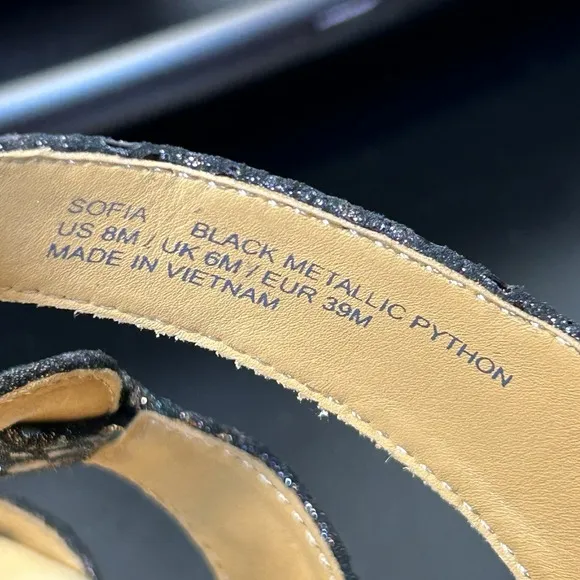 SOFIA BLACK METALLIC PYTHON
US 8M / UK 6M / EUR 39M
MADE IN VIETNAM